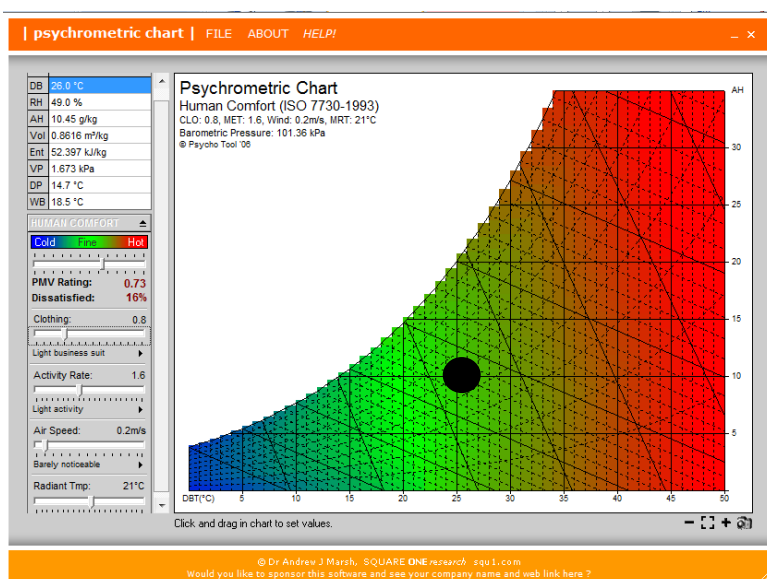 | psychrometric chart | FILE ABOUT HELP!
DB 26.0 °C
RH 49.0 %
AH 10.45 g/kg
Vol 0.8616 m³/kg
Ent 52.397 kJ/kg
VP 1.673 kPa
DP 14.7 °C
WB 18.5 °C
HUMAN COMFORT
Cold Fine Hot
PMV Rating: 0.73
Dissatisfied: 16%
Clothing: 0.8
Light business suit
Activity Rate: 1.6
Light activity
Air Speed: 0.2m/s
Barely noticeable
Radiant Tmp: 21°C
Psychrometric Chart
Human Comfort (ISO 7730-1993)
CLO: 0.8, MET: 1.6, Wind: 0.2m/s, MRT: 21°C
Barometric Pressure: 101.36 kPa
© Psycho Tool '06
AH
30
25
20
15
10
5
DBT(°C) 5 10 15 20 25 30 35 40 45 50
Click and drag in chart to set values.
© Dr Andrew J Marsh, SQUARE ONE research squ1.com
Would you like to sponsor this software and see your company name and web link here ?